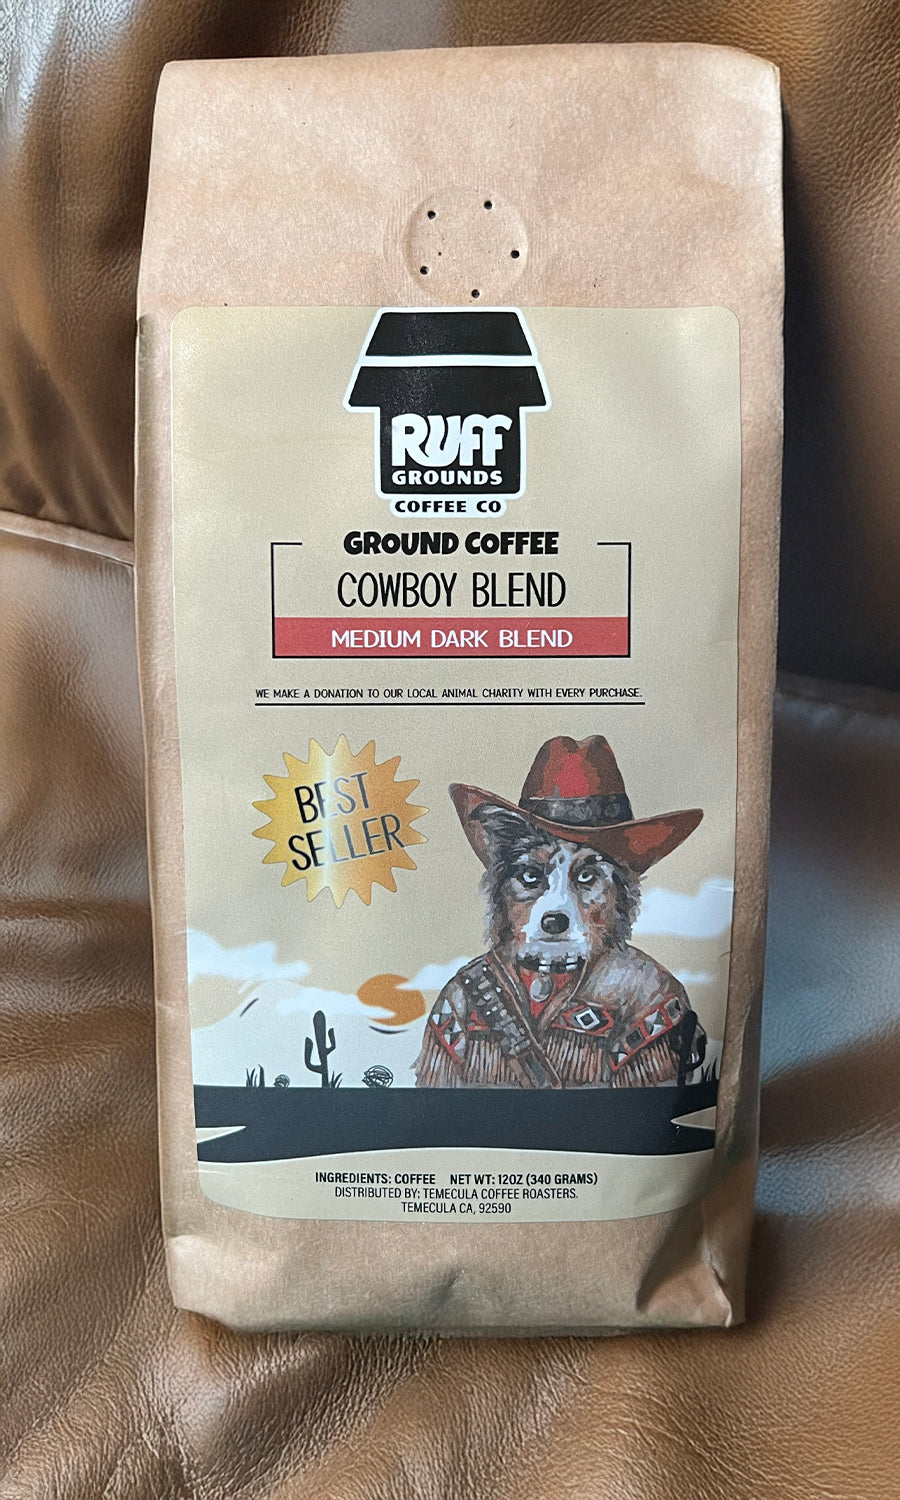 RUFF
GROUNDS
COFFEE CO
GROUND COFFEE
COWBOY BLEND
MEDIUM DARK BLEND
WE MAKE A DONATION TO OUR LOCAL ANIMAL CHARITY WITH EVERY PURCHASE.
BEST
SELLER
INGREDIENTS: COFFEE NET WT: 12OZ (340 GRAMS)
DISTRIBUTED BY: TEMECULA COFFEE ROASTERS.
TEMECULA CA, 92590